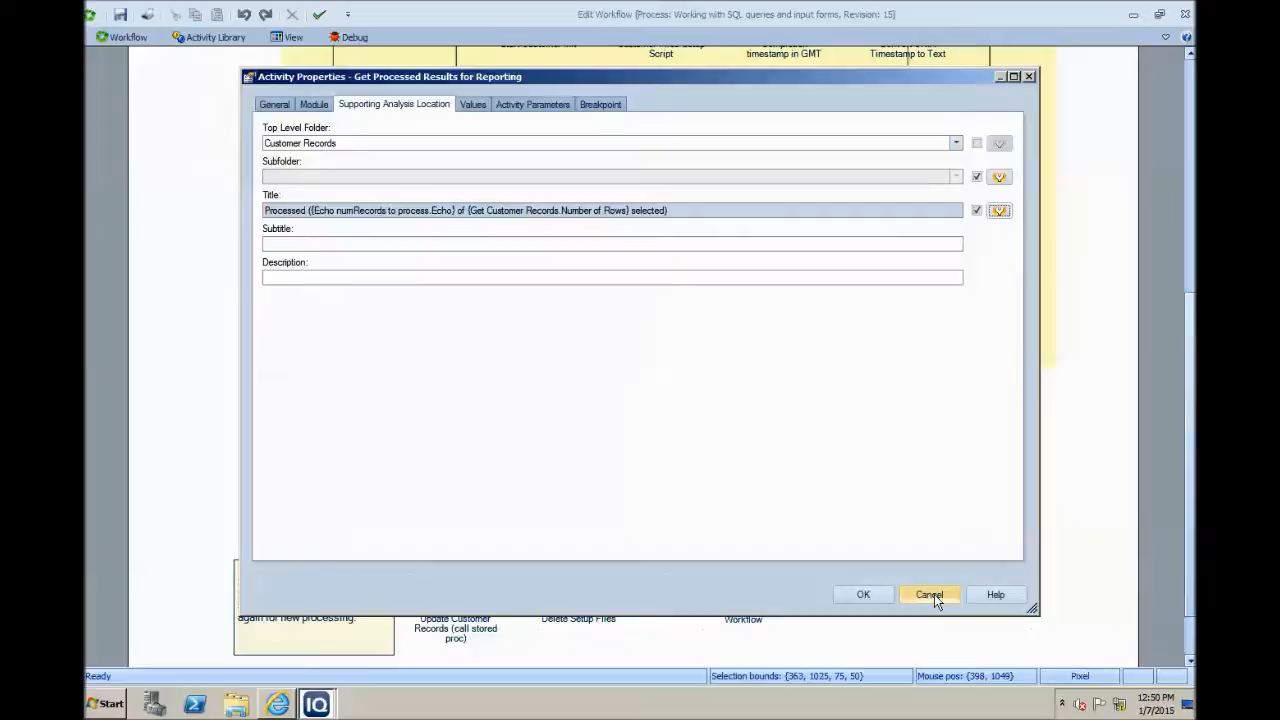 Edit Workflow [Process: Working with SQL queries and input forms, Revision: 15]
Workflow Activity Library View Debug
Script
timestamp in GMT
Timestamp to Text
Activity Properties - Get Processed Results for Reporting
General Module Supporting Analysis Location Values Activity Parameters Breakpoint
Top Level Folder:
Customer Records
Subfolder:
Title:
Processed ({Echo numRecords to process.Echo} of {Get Customer Records.Number of Rows} selected)
Subtitle:
Description:
OK Cancel Help
again for new processing.
Update Customer
Records (call stored
proc)
Delete Setup Files
Workflow
Ready Selection bounds: {363, 1025, 75, 50} Mouse pos: {398, 1049} Pixel
Start IQ 12:50 PM
1/7/2015